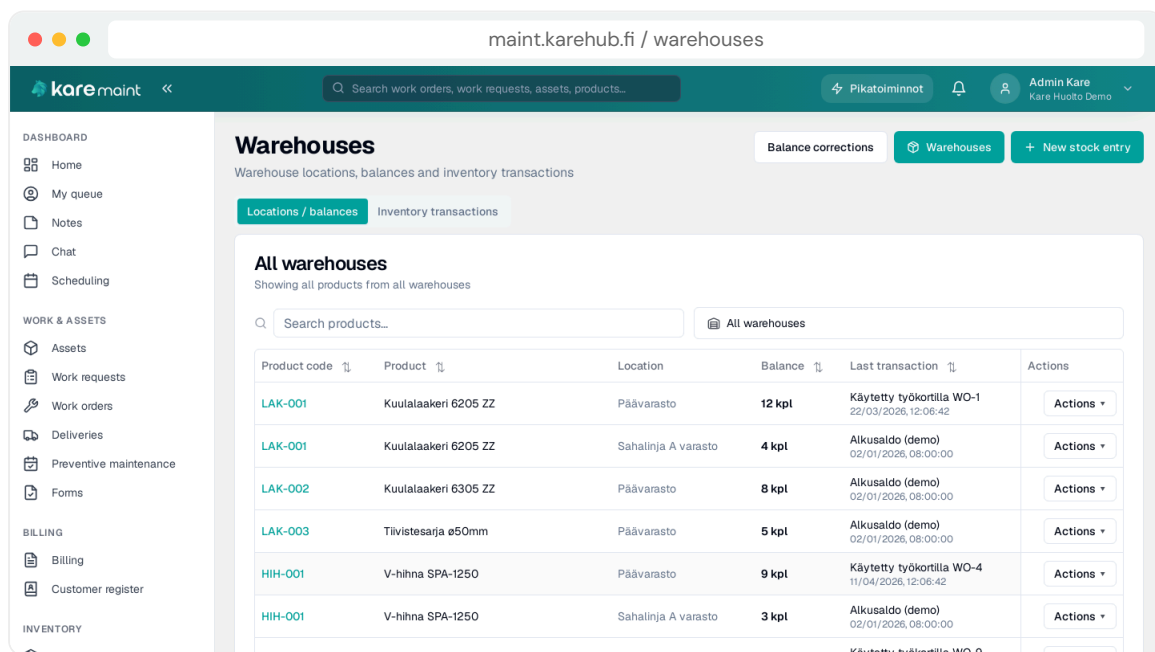 maint.karehub.fi / warehouses
kare maint
Search work orders, work requests, assets, products...
Pikatoiminnot
Admin Kare
Kare Huolto Demo
DASHBOARD
Home
My queue
Notes
Chat
Scheduling
WORK & ASSETS
Assets
Work requests
Work orders
Deliveries
Preventive maintenance
Forms
BILLING
Billing
Customer register
INVENTORY
Warehouses
Warehouse locations, balances and inventory transactions
Balance corrections
Warehouses
New stock entry
Locations / balances
Inventory transactions
All warehouses
Showing all products from all warehouses
Search products...
All warehouses
Product code Product Location Balance Last transaction Actions
LAK-001 Kuulalaakeri 6205 ZZ Päävarasto 12 kpl Käytetty työkortilla WO-1 Actions
22/03/2026, 12:06:42
LAK-001 Kuulalaakeri 6205 ZZ Sahalinja A varasto 4 kpl Alkusaldo (demo) Actions
02/01/2026, 08:00:00
LAK-002 Kuulalaakeri 6305 ZZ Päävarasto 8 kpl Alkusaldo (demo) Actions
02/01/2026, 08:00:00
LAK-003 Tiivistesarja ø50mm Päävarasto 5 kpl Alkusaldo (demo) Actions
02/01/2026, 08:00:00
HIH-001 V-hihna SPA-1250 Päävarasto 9 kpl Käytetty työkortilla WO-4 Actions
11/04/2026, 12:06:42
HIH-001 V-hihna SPA-1250 Sahalinja A varasto 3 kpl Alkusaldo (demo) Actions
02/01/2026, 08:00:00